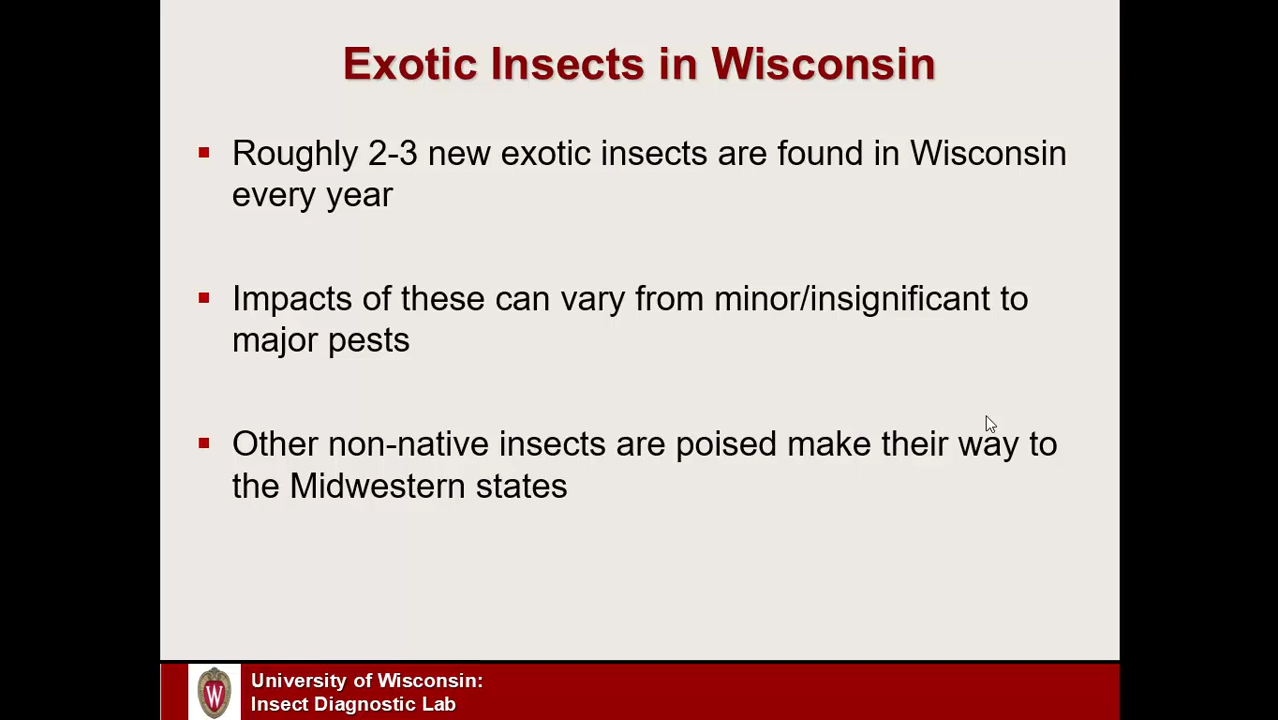 Exotic Insects in Wisconsin
Roughly 2-3 new exotic insects are found in Wisconsin
every year
Impacts of these can vary from minor/insignificant to
major pests
Other non-native insects are poised make their way to
the Midwestern states
W
University of Wisconsin:
Insect Diagnostic Lab